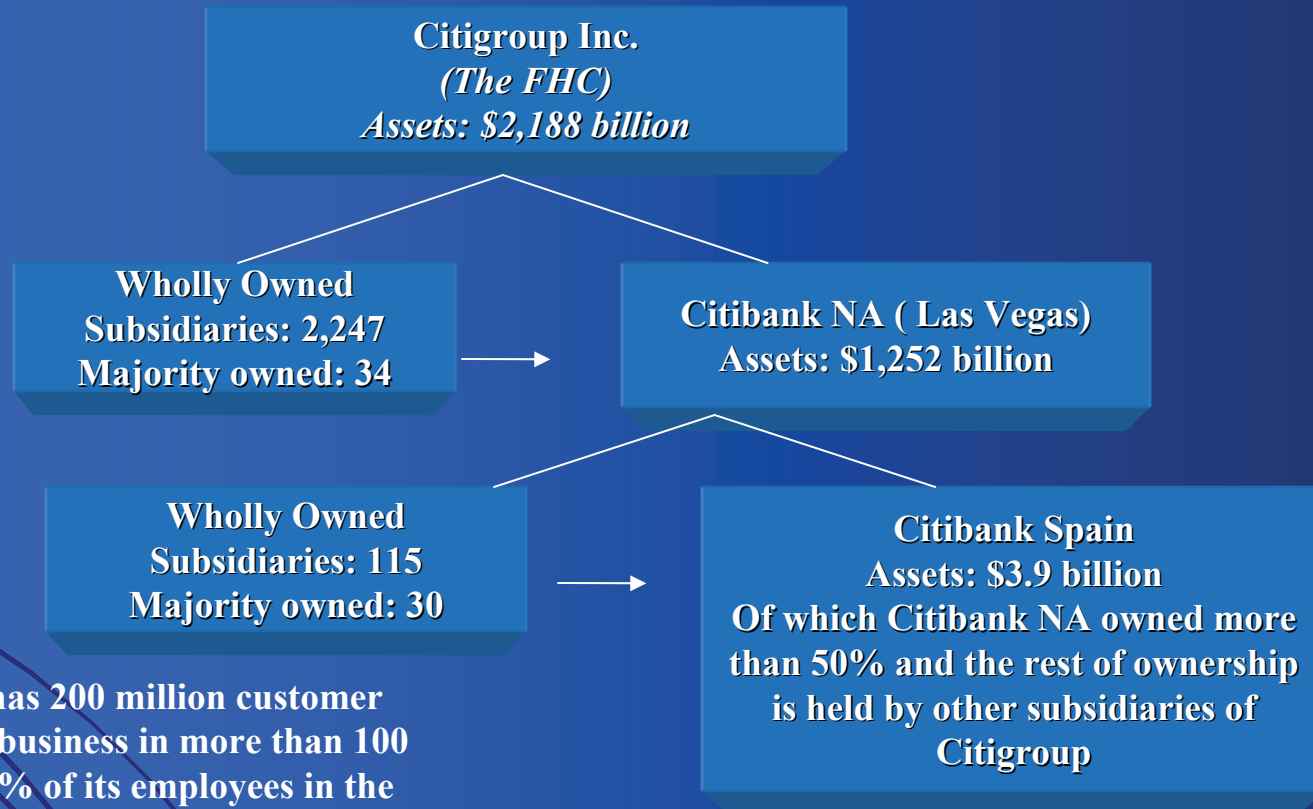 Citigroup Inc.
(The FHC)
Assets: $2,188 billion
Wholly Owned
Subsidiaries: 2,247
Majority owned: 34
Citibank NA ( Las Vegas)
Assets: $1,252 billion
Wholly Owned
Subsidiaries: 115
Majority owned: 30
Citibank Spain
Assets: $3.9 billion
Of which Citibank NA owned more
than 50% and the rest of ownership
is held by other subsidiaries of
Citigroup
has 200 million customer
business in more than 100
% of its employees in the